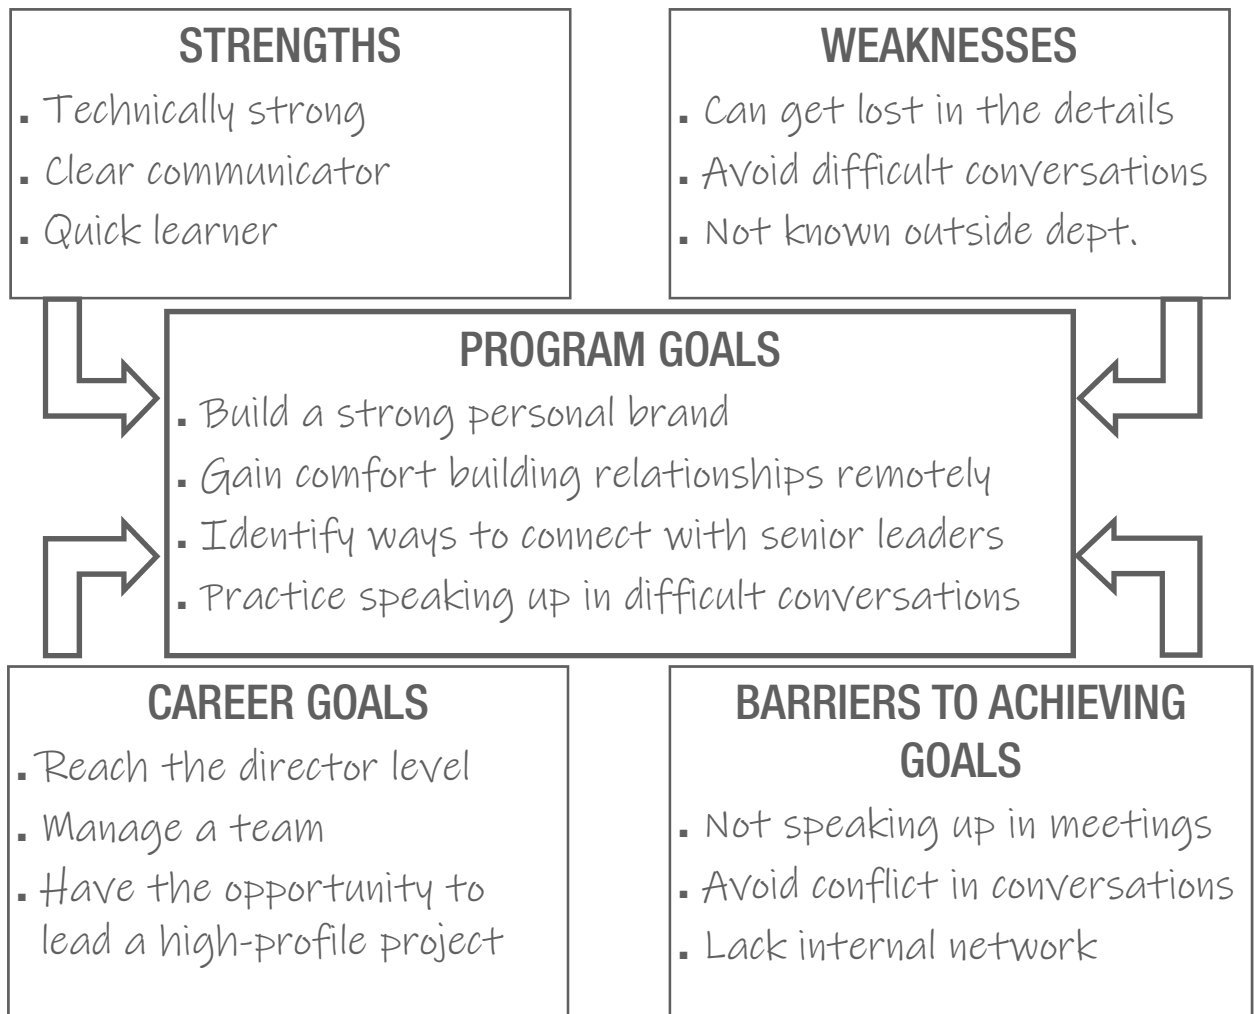 STRENGTHS
. Technically strong
. Clear communicator
. Quick learner
WEAKNESSES
. Can get lost in the details
. Avoid difficult conversations
. Not known outside dept.
PROGRAM GOALS
. Build a strong personal brand
. Gain comfort building relationships remotely
. Identify ways to connect with senior leaders
. Practice speaking up in difficult conversations
CAREER GOALS
. Reach the director level
. Manage a team
. Have the opportunity to
lead a high-profile project
BARRIERS TO ACHIEVING
GOALS
. Not speaking up in meetings
. Avoid conflict in conversations
. Lack internal network